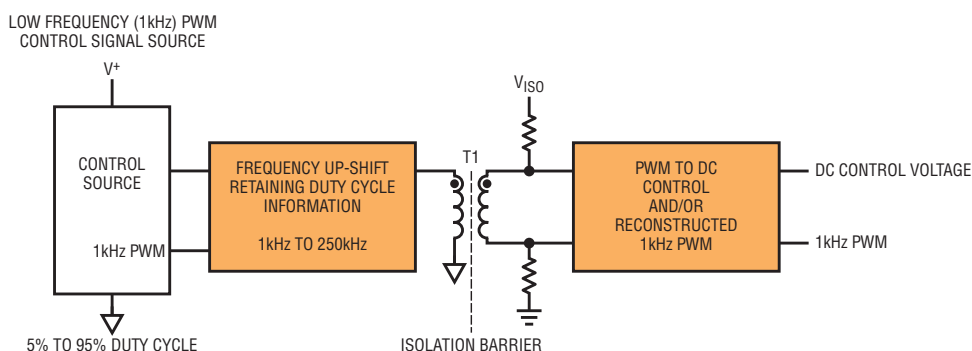 LOW FREQUENCY (1kHz) PWM
CONTROL SIGNAL SOURCE
V+
CONTROL
SOURCE
1kHz PWM
5% TO 95% DUTY CYCLE
FREQUENCY UP-SHIFT
RETAINING DUTY CYCLE
INFORMATION
1kHz TO 250kHz
T1
ISOLATION BARRIER
VISO
PWM TO DC
CONTROL
AND/OR
RECONSTRUCTED
1kHz PWM
DC CONTROL VOLTAGE
1kHz PWM